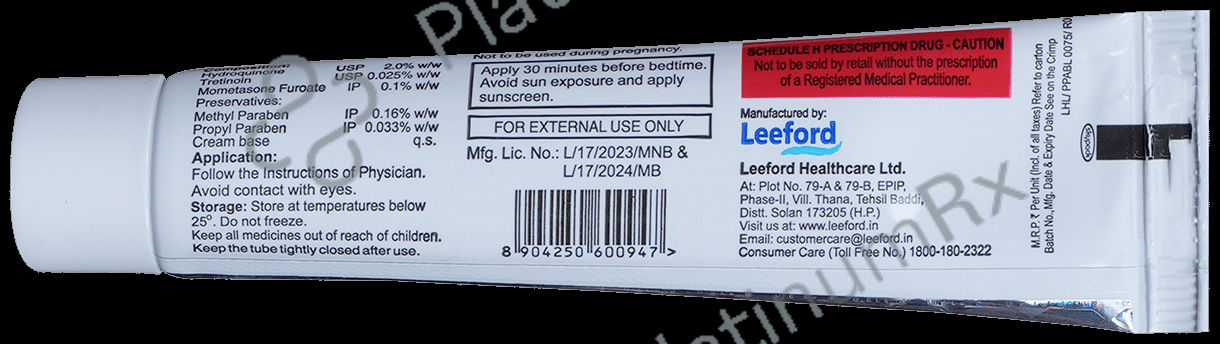 Composition:
Hydroquinone USP 2.0% w/w
Tretinoin USP 0.025% w/w
Mometasone Furoate IP 0.1% w/w
Preservatives:
Methyl Paraben IP 0.16% w/w
Propyl Paraben IP 0.033% w/w
Cream base q.s.
Application:
Follow the Instructions of Physician.
Avoid contact with eyes.
Storage: Store at temperatures below
25°. Do not freeze.
Keep all medicines out of reach of children.
Keep the tube tightly closed after use.
Not to be used during pregnancy.
Apply 30 minutes before bedtime.
Avoid sun exposure and apply
sunscreen.
FOR EXTERNAL USE ONLY
Mfg. Lic. No.: L/17/2023/MNB &
L/17/2024/MB
8 904250 600947 >
SCHEDULE H PRESCRIPTION DRUG - CAUTION
Not to be sold by retail without the prescription
of a Registered Medical Practitioner.
Manufactured by:
Leeford
Leeford Healthcare Ltd.
At: Plot No. 79-A & 79-B, EPIP,
Phase-II, Vill. Thana, Tehsil Baddi,
Distt. Solan 173205 (H.P.)
Visit us at: www.leeford.in
Email: customercare@leeford.in
Consumer Care (Toll Free No.) 1800-180-2322
M.R.P. ₹ Per Unit (Incl. of all taxes) Refer to carton
Batch No., Mfg. Date & Expiry Date See on the Crimp
LHL/ PPABL 0075/ R0
PlatinumRx